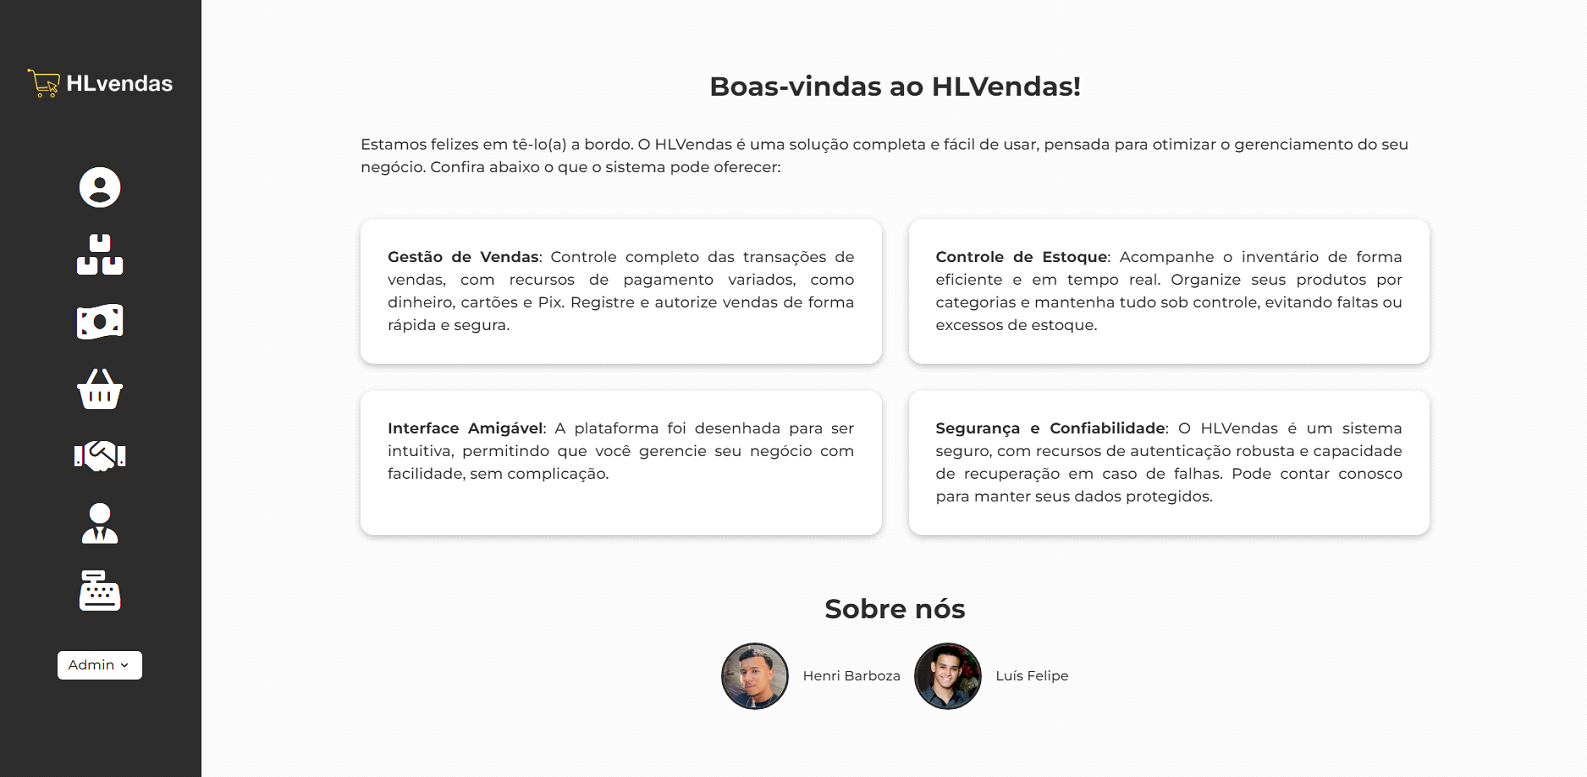 HLvendas
Admin
Boas-vindas ao HLVendas!
Estamos felizes em tê-lo(a) a bordo. O HLVendas é uma solução completa e fácil de usar, pensada para otimizar o gerenciamento do seu
negócio. Confira abaixo o que o sistema pode oferecer:
Gestão de Vendas: Controle completo das transações de
vendas, com recursos de pagamento variados, como
dinheiro, cartões e Pix. Registre e autorize vendas de forma
rápida e segura.
Controle de Estoque: Acompanhe o inventário de forma
eficiente e em tempo real. Organize seus produtos por
categorias e mantenha tudo sob controle, evitando faltas ou
excessos de estoque.
Interface Amigável: A plataforma foi desenhada para ser
intuitiva, permitindo que você gerencie seu negócio com
facilidade, sem complicação.
Segurança e Confiabilidade: O HLVendas é um sistema
seguro, com recursos de autenticação robusta e capacidade
de recuperação em caso de falhas. Pode contar conosco
para manter seus dados protegidos.
Sobre nós
Henri Barboza
Luís Felipe